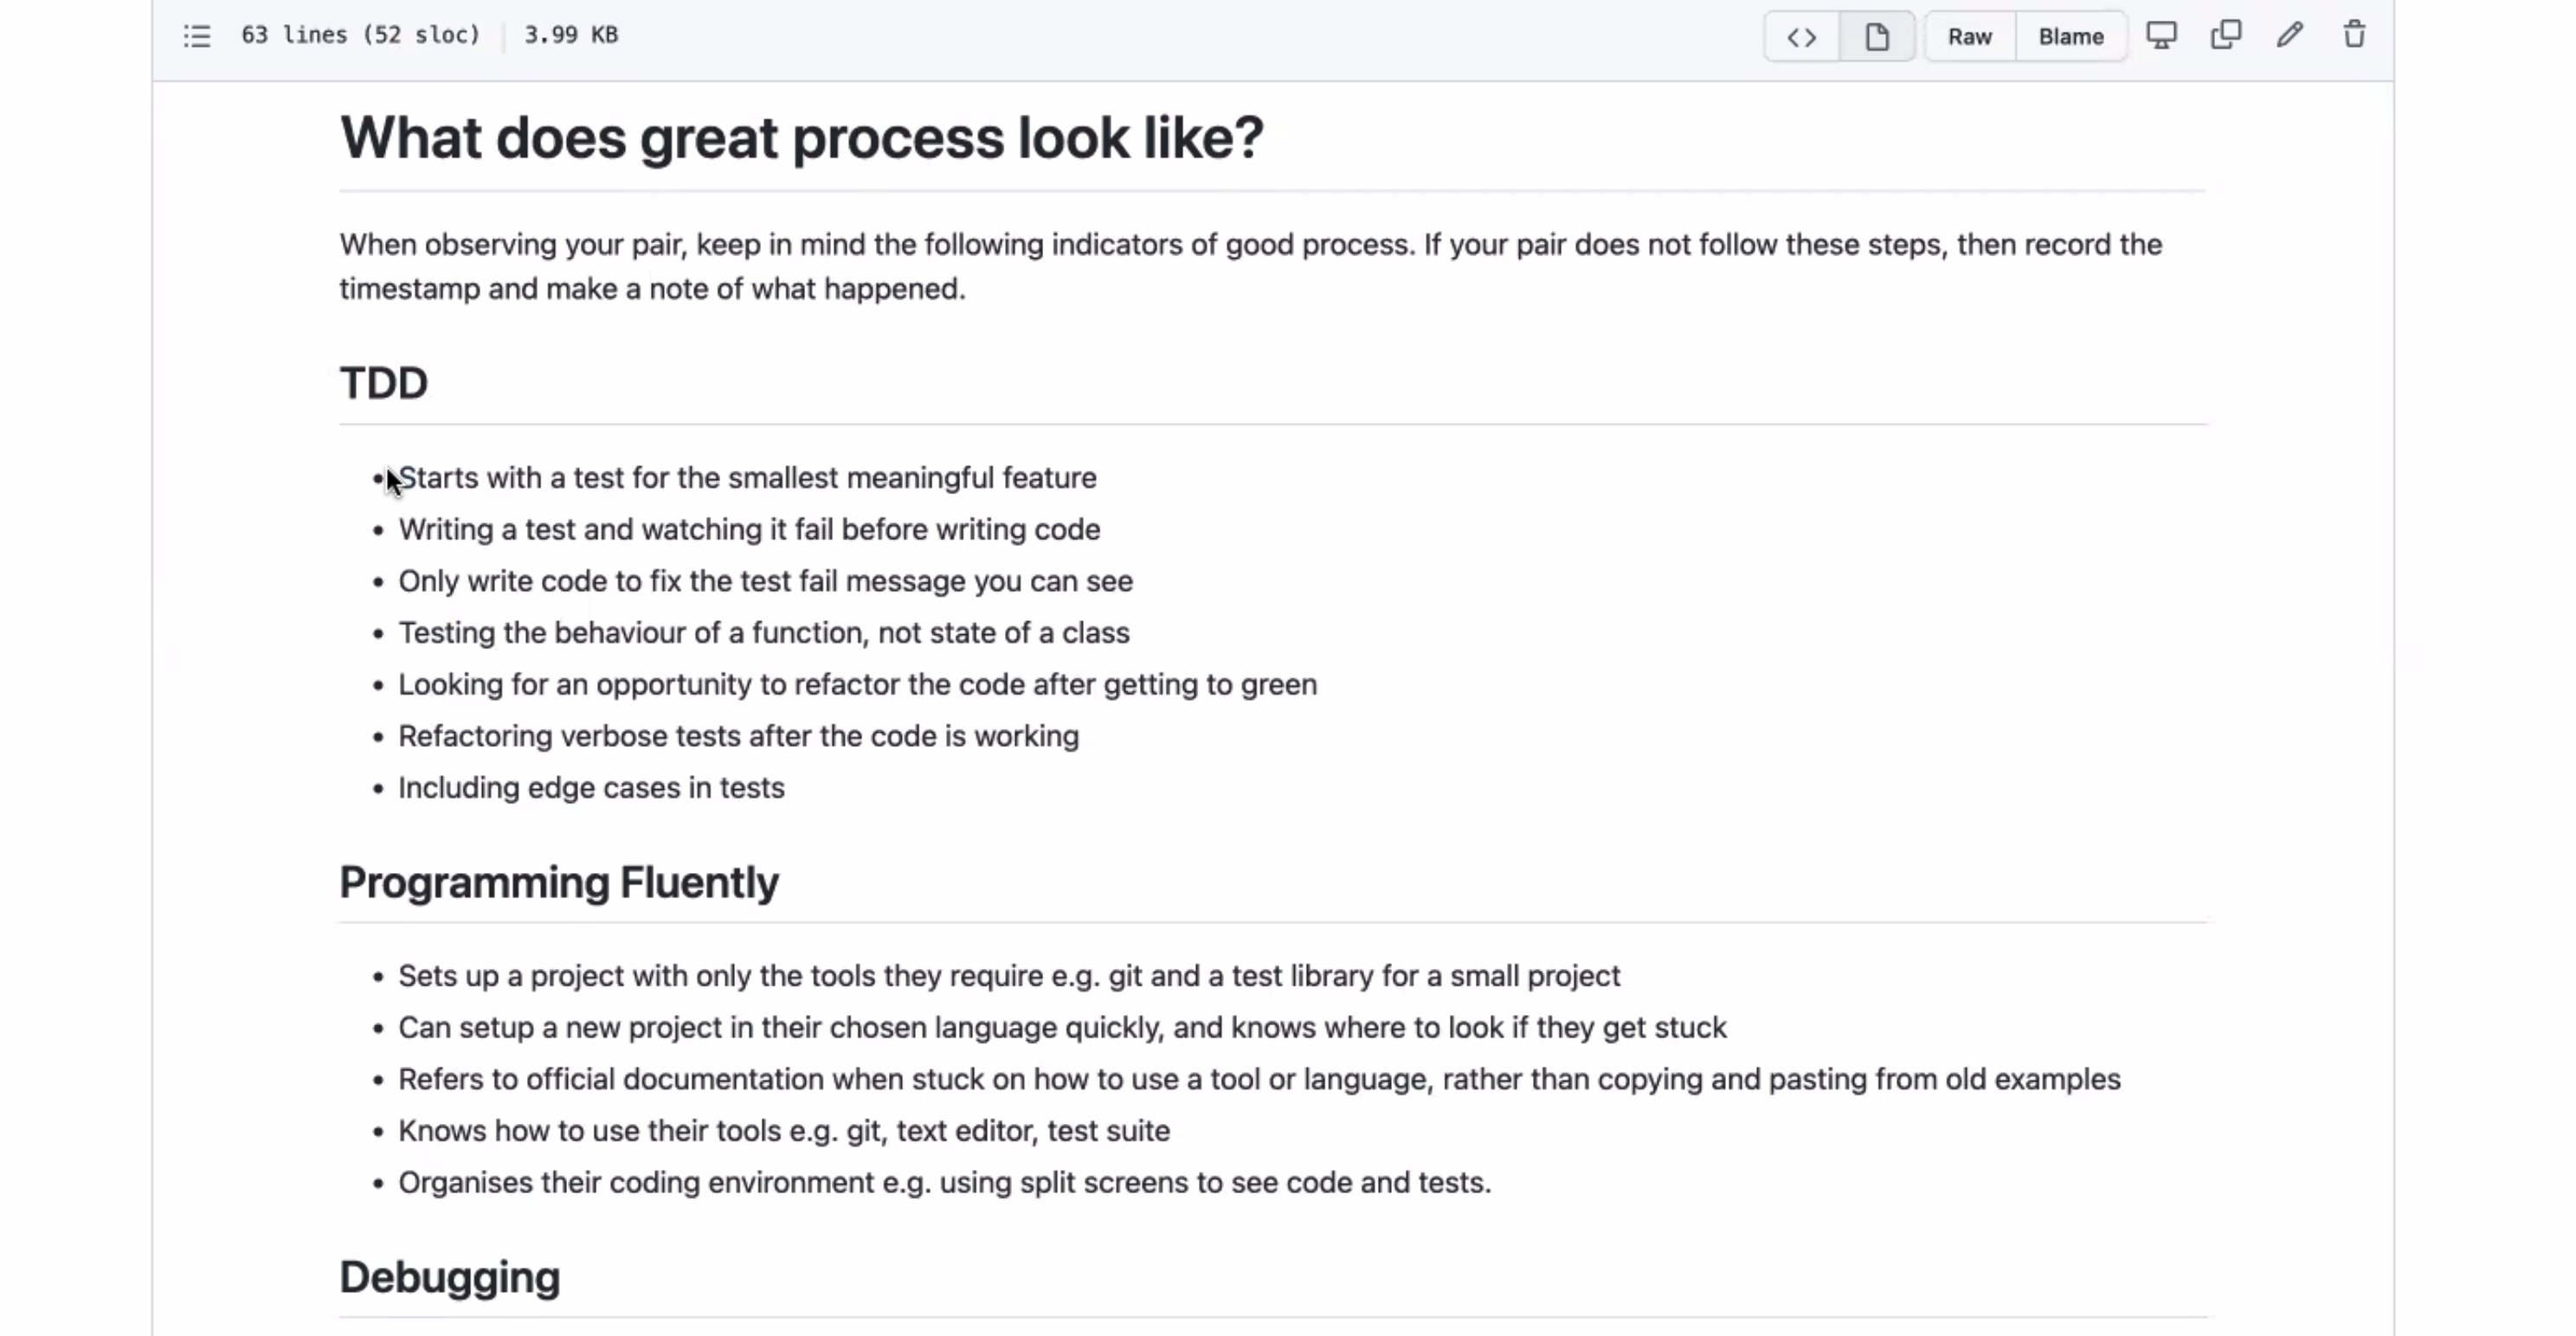 63 lines (52 sloc) 3.99 KB
Raw Blame
What does great process look like?
When observing your pair, keep in mind the following indicators of good process. If your pair does not follow these steps, then record the
timestamp and make a note of what happened.
TDD
Starts with a test for the smallest meaningful feature
Writing a test and watching it fail before writing code
Only write code to fix the test fail message you can see
Testing the behaviour of a function, not state of a class
Looking for an opportunity to refactor the code after getting to green
Refactoring verbose tests after the code is working
Including edge cases in tests
Programming Fluently
Sets up a project with only the tools they require e.g. git and a test library for a small project
Can setup a new project in their chosen language quickly, and knows where to look if they get stuck
Refers to official documentation when stuck on how to use a tool or language, rather than copying and pasting from old examples
Knows how to use their tools e.g. git, text editor, test suite
Organises their coding environment e.g. using split screens to see code and tests.
Debugging